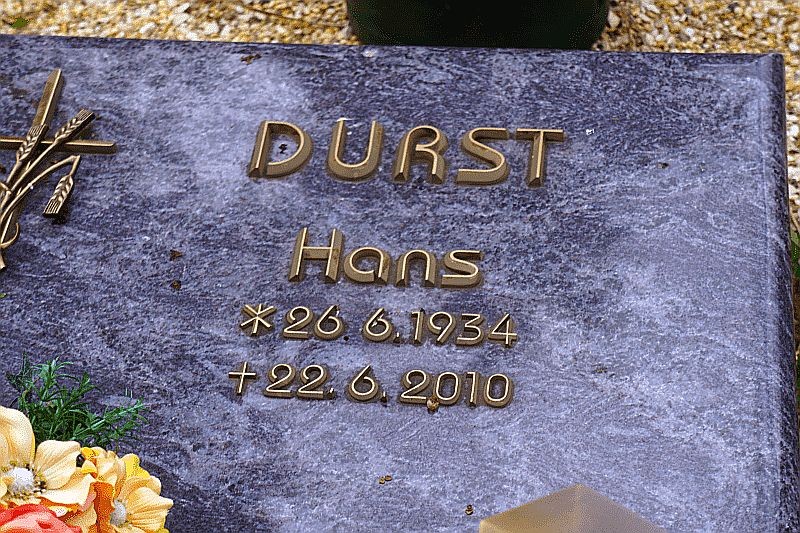 DURST
Hans
* 26. 6. 1934
† 22. 6. 2010